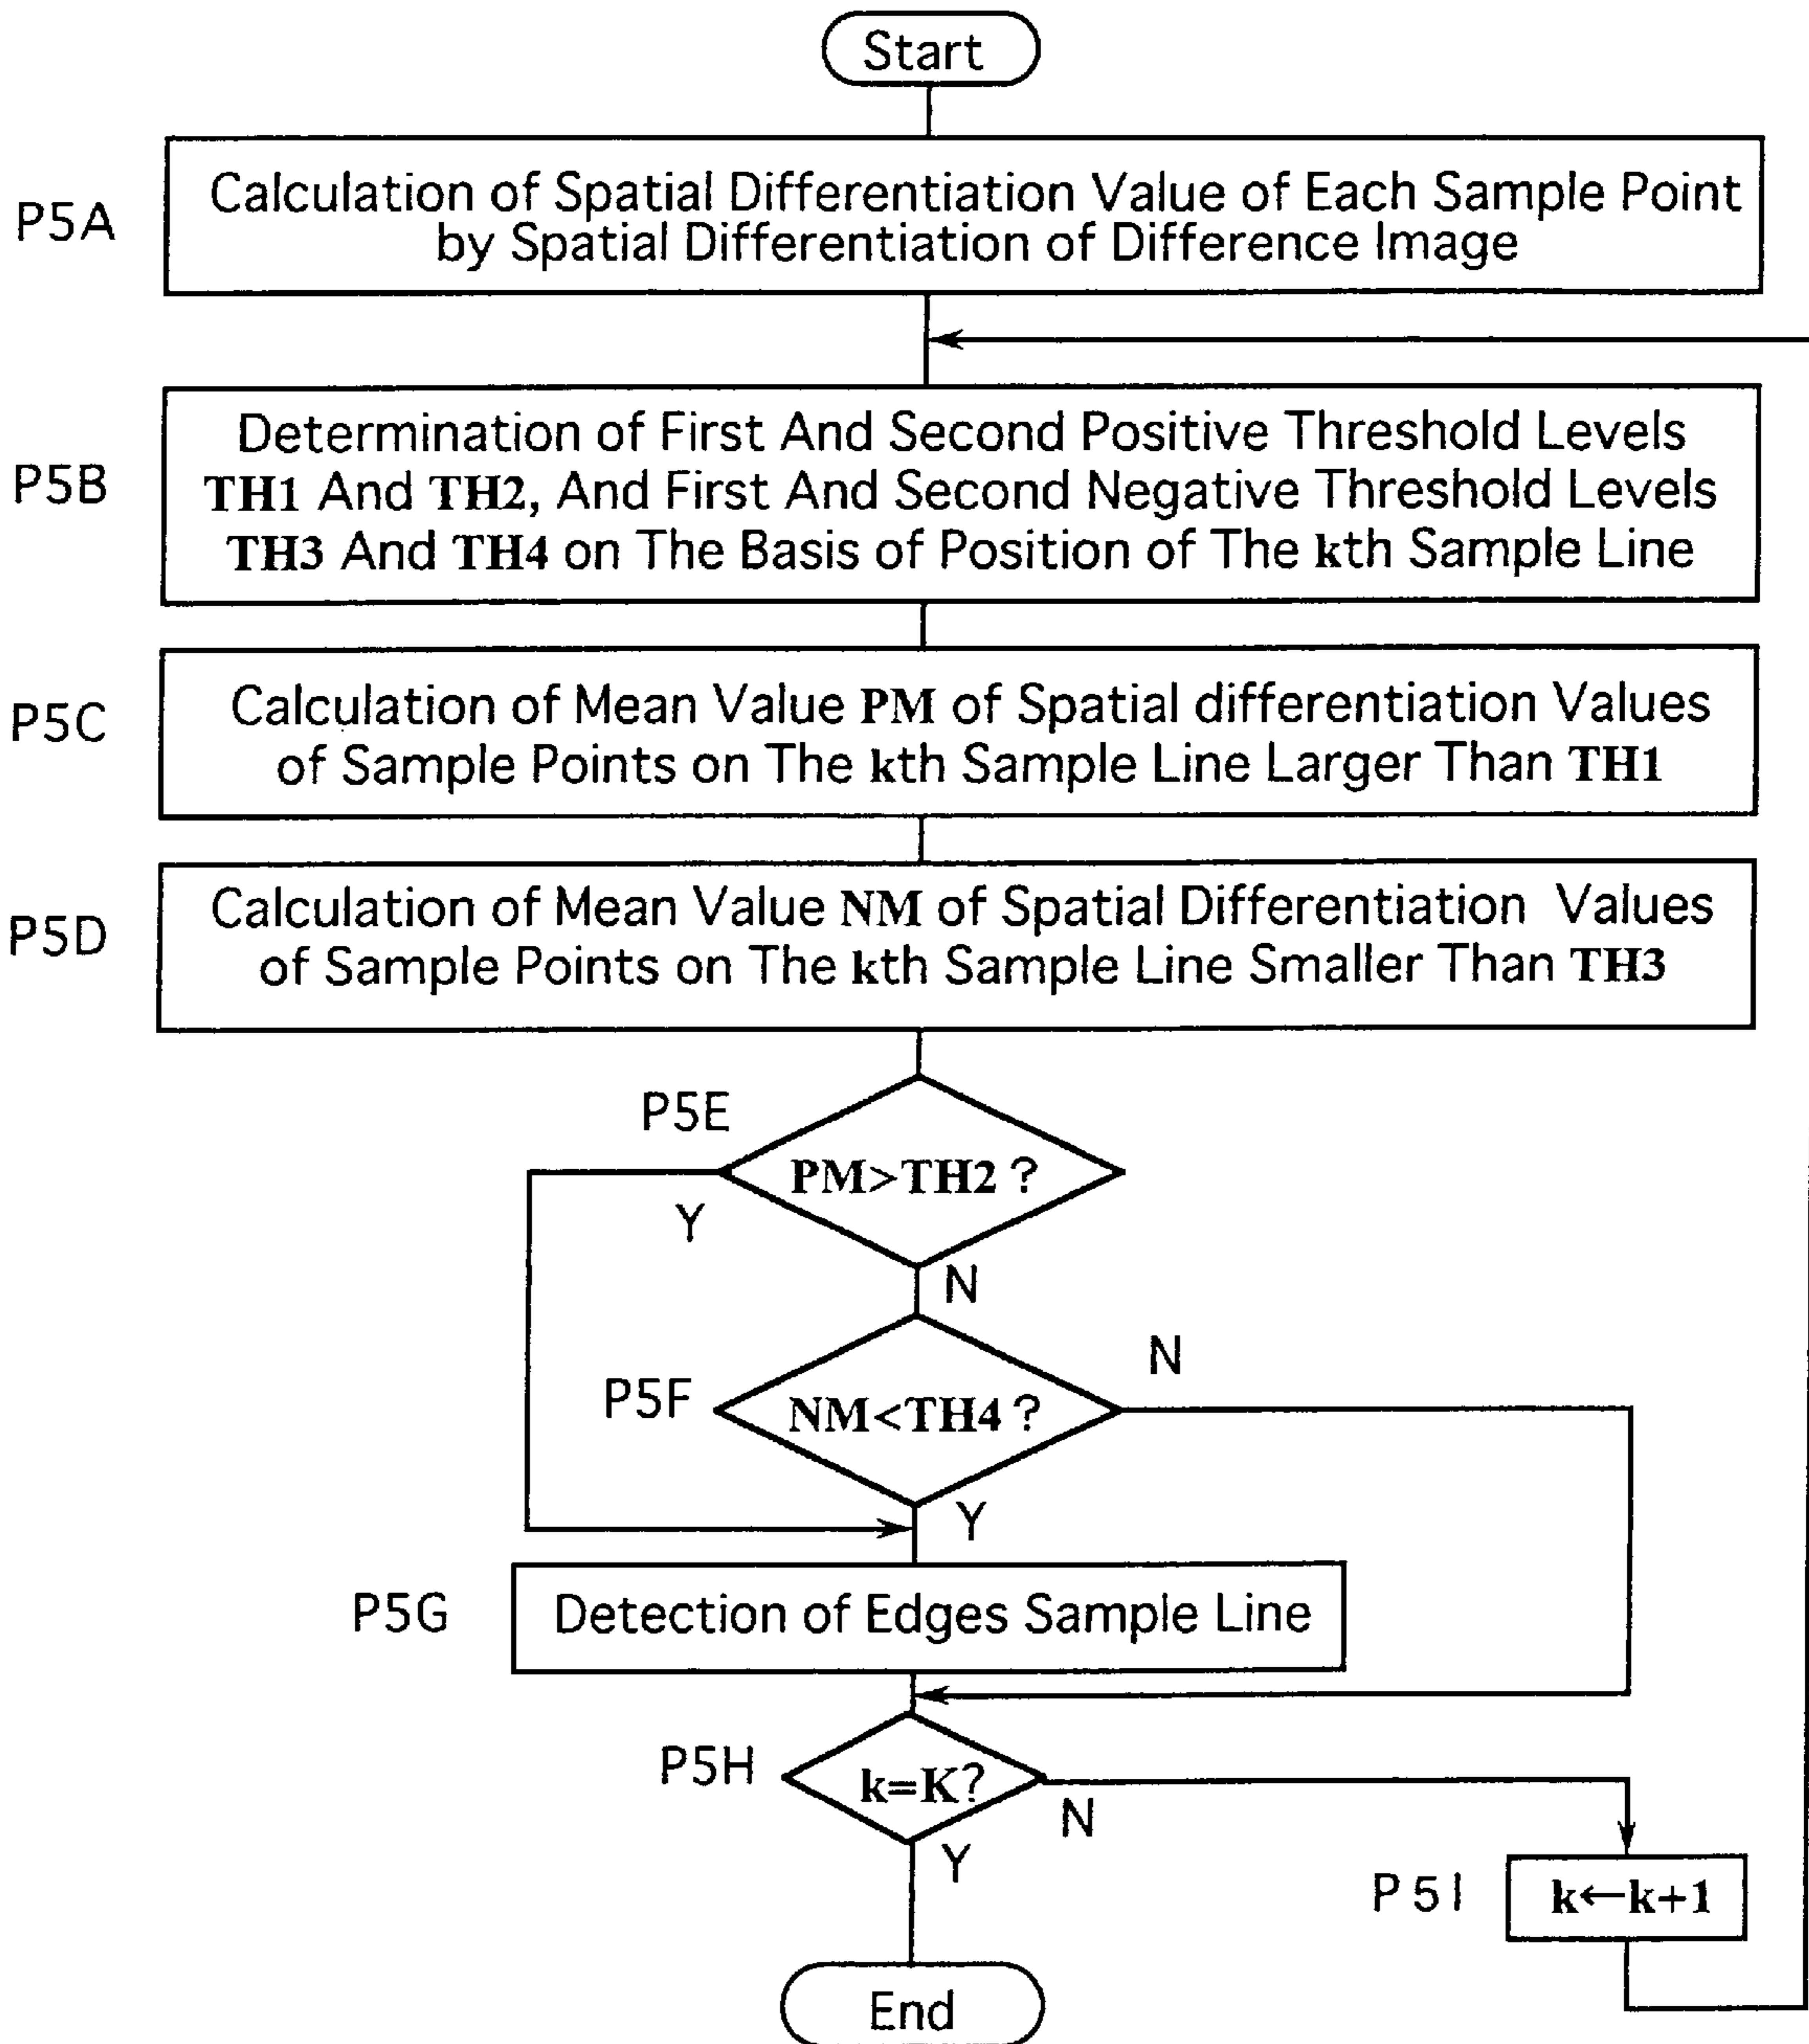 Start
P5A
Calculation of Spatial Differentiation Value of Each Sample Point
by Spatial Differentiation of Difference Image
P5B
Determination of First And Second Positive Threshold Levels
TH1 And TH2, And First And Second Negative Threshold Levels
TH3 And TH4 on The Basis of Position of The kth Sample Line
P5C
Calculation of Mean Value PM of Spatial differentiation Values
of Sample Points on The kth Sample Line Larger Than TH1
P5D
Calculation of Mean Value NM of Spatial Differentiation Values
of Sample Points on The kth Sample Line Smaller Than TH3
P5E
PM>TH2 ?
Y
N
P5F
NM<TH4 ?
N
Y
P5G
Detection of Edges Sample Line
P5H
k=K?
N
Y
P5I
k←k+1
End